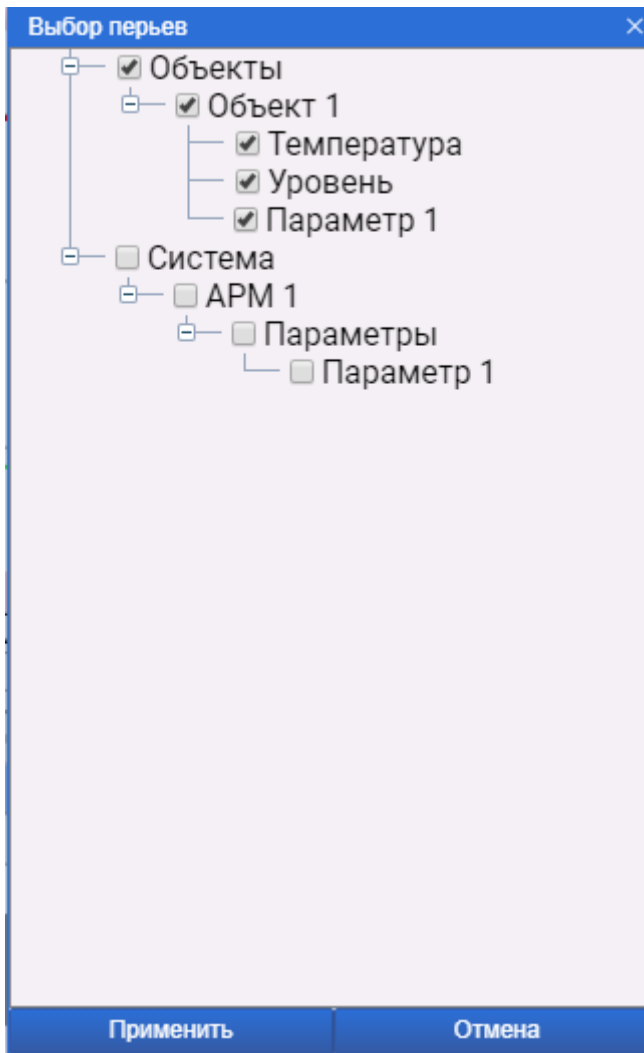 Выбор перьев
Объекты
Объект 1
Температура
Уровень
Параметр 1
Система
АРМ 1
Параметры
Параметр 1
Применить Отмена